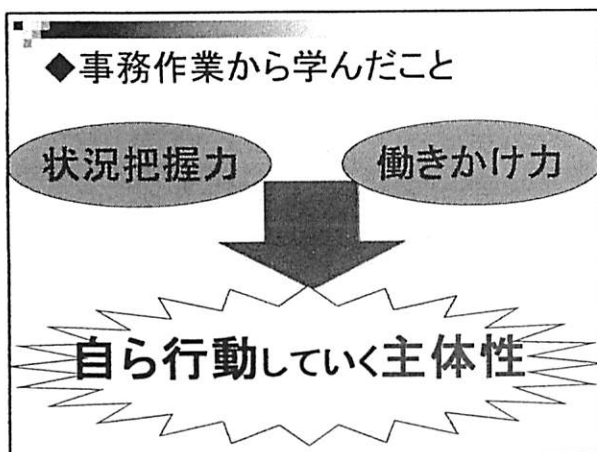 ◆事務作業から学んだこと
状況把握力
働きかけ力
自ら行動していく主体性